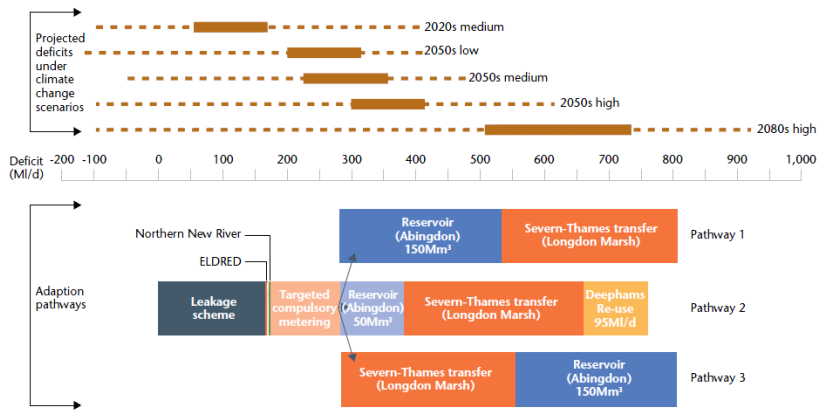 Projected
deficits
under
climate
change
scenarios
2020s medium
2050s low
2050s medium
2050s high
2080s high
Deficit
(Ml/d)
-200 -100 0 100 200 300 400 500 600 700 800 900 1,000
Adaption
pathways
Northern New River
ELDRED
Reservoir
(Abingdon)
150Mm³
Severn-Thames transfer
(Longdon Marsh)
Pathway 1
Leakage
scheme
Targeted
compulsory
metering
Reservoir
(Abingdon)
50Mm³
Severn-Thames transfer
(Longdon Marsh)
Deephams
Re-use
95Ml/d
Pathway 2
Severn-Thames transfer
(Longdon Marsh)
Reservoir
(Abingdon)
150Mm³
Pathway 3